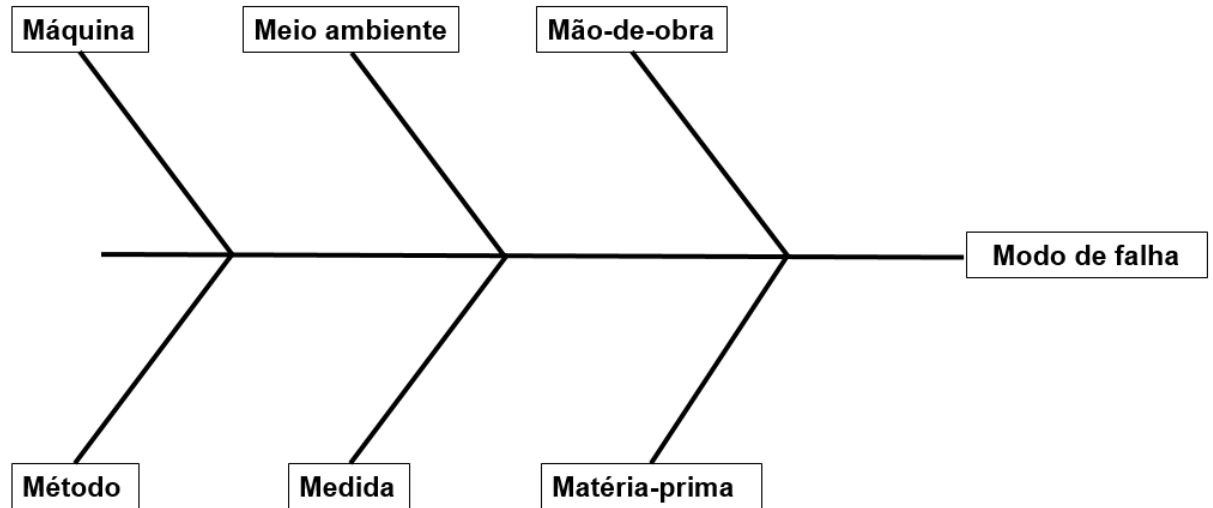 Máquina
Meio ambiente
Mão-de-obra
Modo de falha
Método
Medida
Matéria-prima